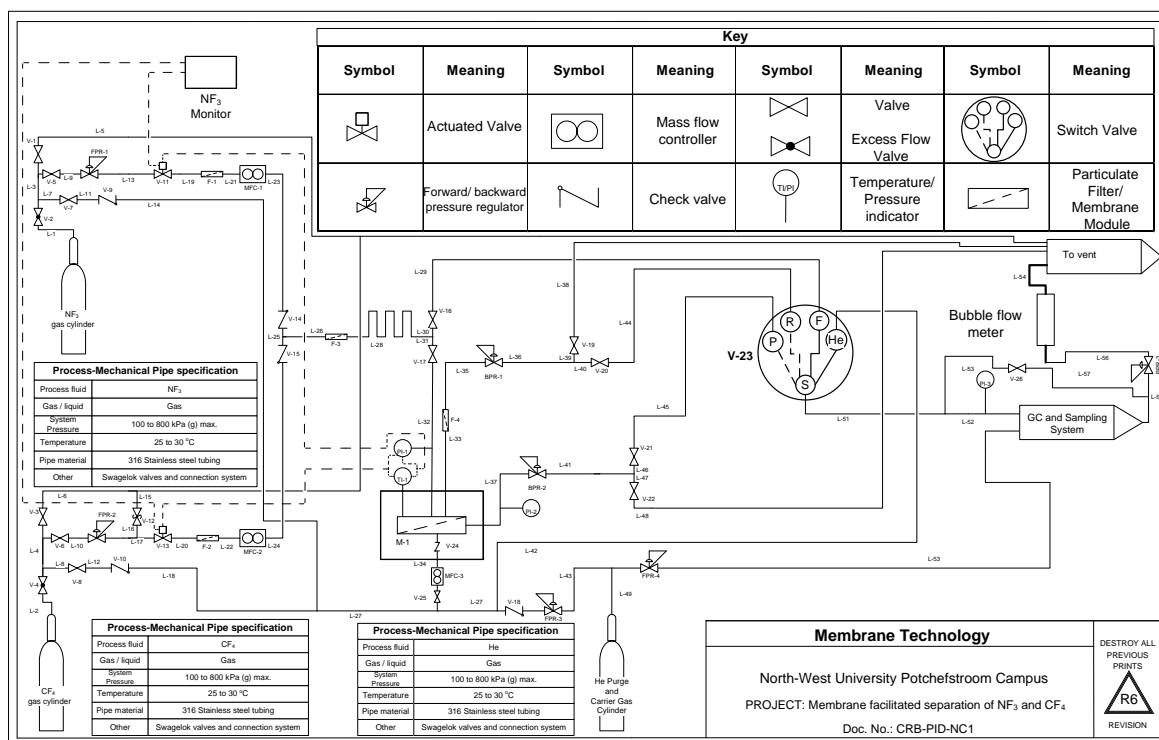 Key
Symbol Meaning Symbol Meaning Symbol Meaning Symbol Meaning
Actuated Valve
Mass flow
controller
Valve
Excess Flow
Valve
Switch Valve
Forward/ backward
pressure regulator
Check valve
TI/PI
Temperature/
Pressure
indicator
Particulate
Filter/
Membrane
Module
NF3
Monitor
L-5
V-1
FPR-1
L-3
V-5
L-9
L-13
V-11
L-19
F-1
L-21
MFC-1
L-23
L-7
L-11
V-9
V-7
L-14
V-2
L-1
NF3
gas cylinder
V-14
L-25
L-26
V-15
F-3
L-28
L-29
V-16
L-30
L-31
V-17
L-35
BPR-1
L-36
L-38
V-19
L-39
L-40
V-20
L-44
L-45
L-32
F-4
L-33
V-23
P
R
F
He
S
To vent
L-54
Bubble flow
meter
L-56
L-57
L-53
V-26
PI-3
L-51
L-52
GC and Sampling
System
Process-Mechanical Pipe specification
Process fluid NF3
Gas / liquid Gas
System
Pressure 100 to 800 kPa (g) max.
Temperature 25 to 30 °C
Pipe material 316 Stainless steel tubing
Other Swagelok valves and connection system
PI-1
TI-1
M-1
L-37
BPR-2
L-41
PI-2
V-21
L-46
L-47
V-22
L-48
L-6
L-15
V-3
FPR-2
V-12
L-16
L-4
V-6
L-10
L-17
V-13
L-20
F-2
L-22
MFC-2
L-24
L-8
L-12
V-10
V-8
L-18
V-4
L-2
V-24
L-34
MFC-3
V-25
L-27
L-27
L-42
V-18
FPR-3
L-43
L-49
FPR-4
L-53
CF4
gas cylinder
Process-Mechanical Pipe specification
Process fluid CF4
Gas / liquid Gas
System
Pressure 100 to 800 kPa (g) max.
Temperature 25 to 30 ºC
Pipe material 316 Stainless steel tubing
Other Swagelok valves and connection system
Process-Mechanical Pipe specification
Process fluid He
Gas / liquid Gas
System
Pressure 100 to 800 kPa (g) max.
Temperature 25 to 30 °C
Pipe material 316 Stainless steel tubing
Other Swagelok valves and connection system
He Purge
and
Carrier Gas
Cylinder
Membrane Technology
North-West University Potchefstroom Campus
PROJECT: Membrane facilitated separation of NF3 and CF4
Doc. No.: CRB-PID-NC1
DESTROY ALL
PREVIOUS
PRINTS
R6
REVISION